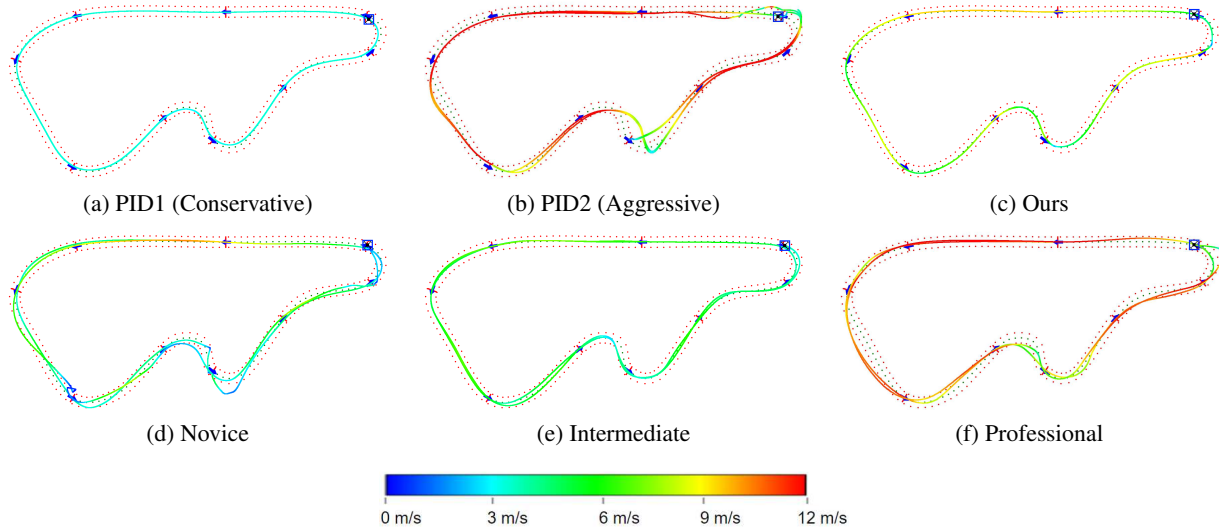 (a) PID1 (Conservative)
(b) PID2 (Aggressive)
(c) Ours
(d) Novice
(e) Intermediate
(f) Professional
0 m/s 3 m/s 6 m/s 9 m/s 12 m/s